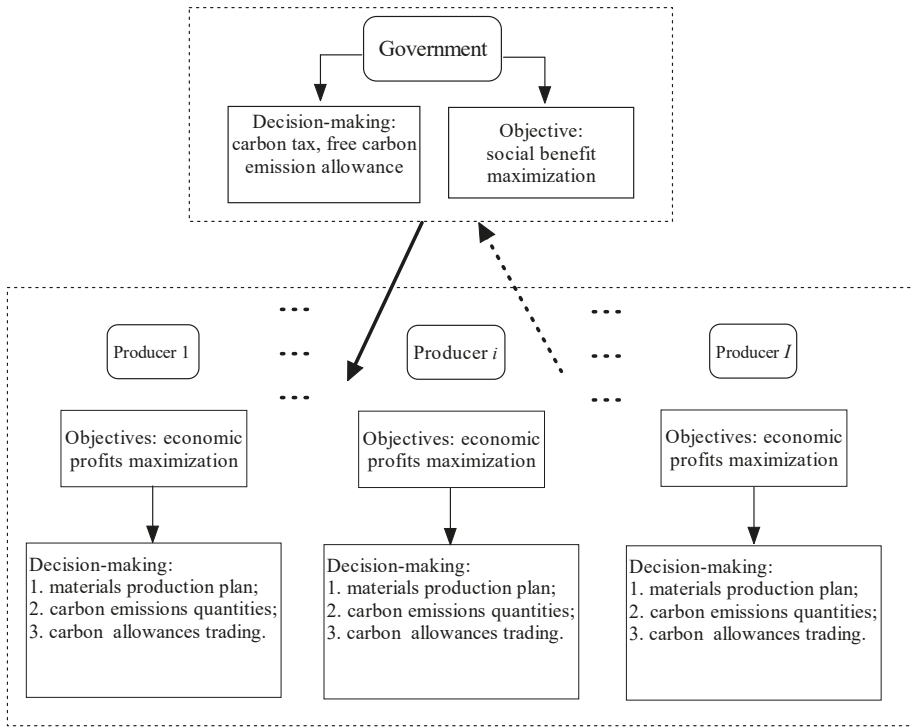 Government
Decision-making:
carbon tax, free carbon
emission allowance
Objective:
social benefit
maximization
Producer 1
Producer i
Producer I
Objectives: economic
profits maximization
Objectives: economic
profits maximization
Objectives: economic
profits maximization
Decision-making:
1. materials production plan;
2. carbon emissions quantities;
3. carbon allowances trading.
Decision-making:
1. materials production plan;
2. carbon emissions quantities;
3. carbon allowances trading.
Decision-making:
1. materials production plan;
2. carbon emissions quantities;
3. carbon allowances trading.